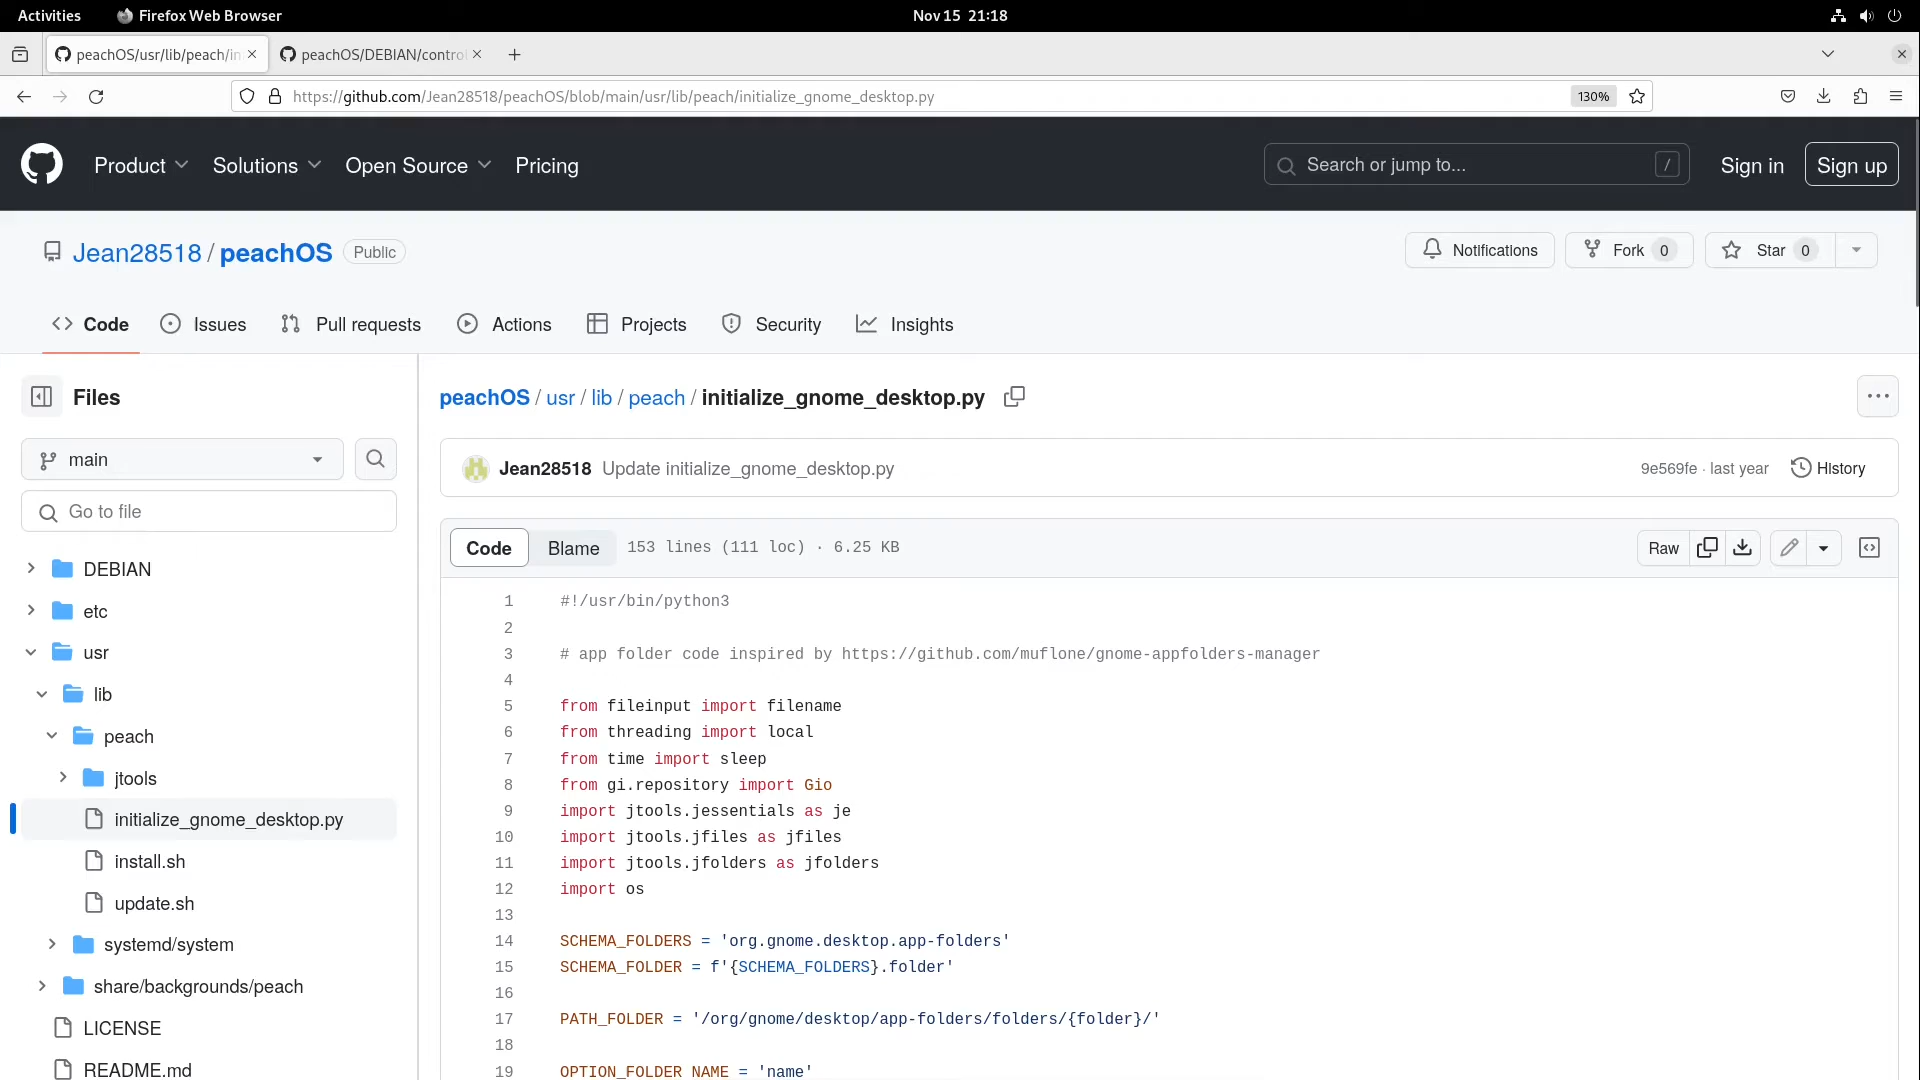 Activities Firefox Web Browser Nov 15 21:18
peachOS/usr/lib/peach/in peachOS/DEBIAN/contro
https://github.com/Jean28518/peachOS/blob/main/usr/lib/peach/initialize_gnome_desktop.py 130%
Product Solutions Open Source Pricing Search or jump to... / Sign in Sign up
Jean28518 / peachOS Public Notifications Fork 0 Star 0
Code Issues Pull requests Actions Projects Security Insights
Files
main
Go to file
DEBIAN
etc
usr
lib
peach
jtools
initialize_gnome_desktop.py
install.sh
update.sh
systemd/system
share/backgrounds/peach
LICENSE
README.md
peachOS / usr / lib / peach / initialize_gnome_desktop.py
Jean28518 Update initialize_gnome_desktop.py 9e569fe · last year History
Code Blame 153 lines (111 loc) · 6.25 KB Raw
1 #!/usr/bin/python3
2
3 # app folder code inspired by https://github.com/muflone/gnome-appfolders-manager
4
5 from fileinput import filename
6 from threading import local
7 from time import sleep
8 from gi.repository import Gio
9 import jtools.jessentials as je
10 import jtools.jfiles as jfiles
11 import jtools.jfolders as jfolders
12 import os
13
14 SCHEMA_FOLDERS = 'org.gnome.desktop.app-folders'
15 SCHEMA_FOLDER = f'{SCHEMA_FOLDERS}.folder'
16
17 PATH_FOLDER = '/org/gnome/desktop/app-folders/folders/{folder}/'
18
19 OPTION_FOLDER_NAME = 'name'